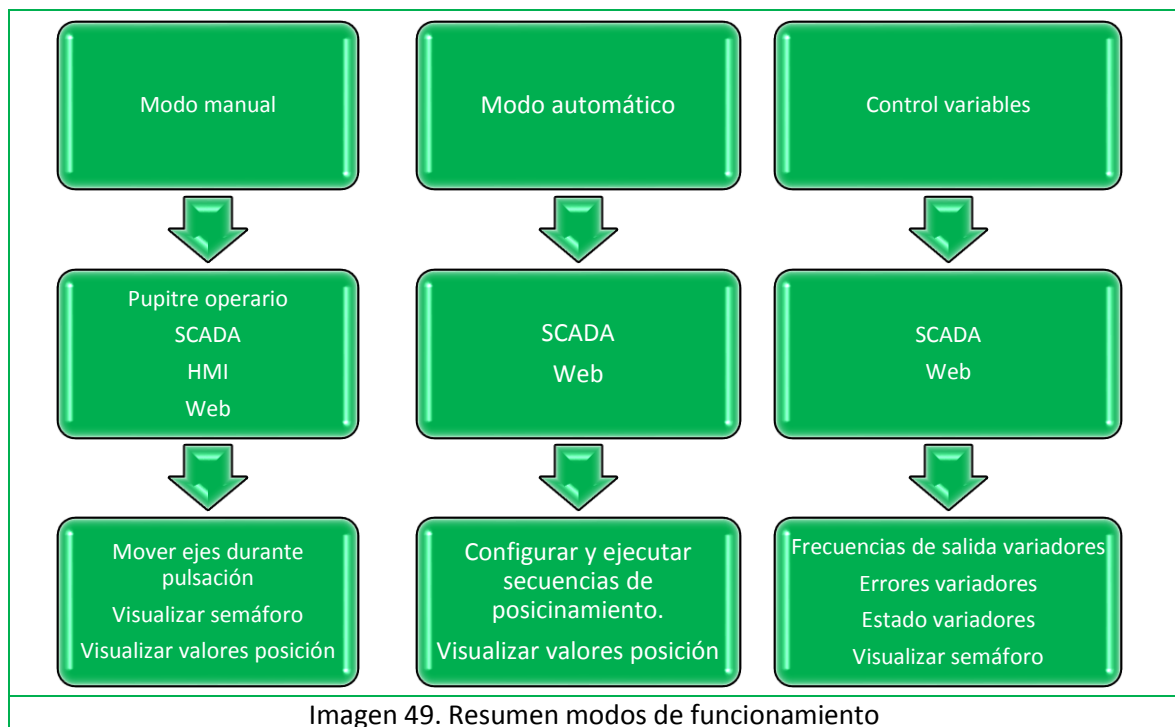 Modo manual
Modo automático
Control variables
Pupitre operario
SCADA
HMI
Web
SCADA
Web
SCADA
Web
Mover ejes durante
pulsación
Visualizar semáforo
Visualizar valores posición
Configurar y ejecutar
secuencias de
posicinamiento.
Visualizar valores posición
Frecuencias de salida variadores
Errores variadores
Estado variadores
Visualizar semáforo
Imagen 49. Resumen modos de funcionamiento